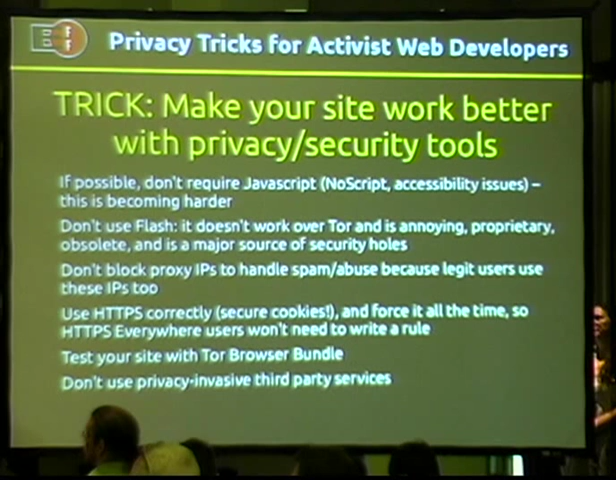 E
F
F
Privacy Tricks for Activist Web Developers
TRICK: Make your site work better
with privacy/security tools
If possible, don't require Javascript (NoScript, accessibility issues) –
this is becoming harder
Don't use Flash: it doesn't work over Tor and is annoying, proprietary,
obsolete, and is a major source of security holes
Don't block proxy IPs to handle spam/abuse because legit users use
these IPs too
Use HTTPS correctly (secure cookies!), and force it all the time, so
HTTPS Everywhere users won't need to write a rule
Test your site with Tor Browser Bundle
Don't use privacy-invasive third party services